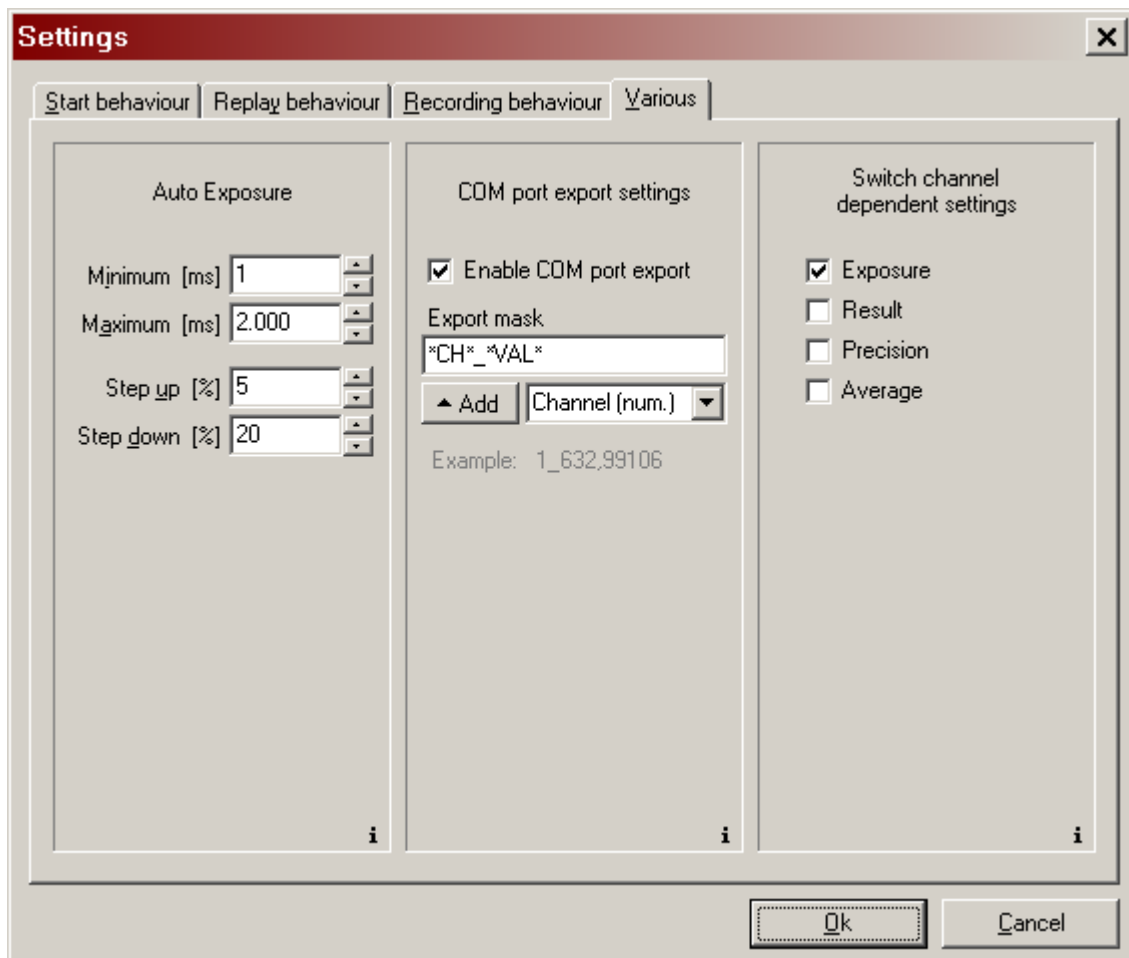 Settings
Start behaviour Replay behaviour Recording behaviour Various
Auto Exposure
Minimum [ms] 1
Maximum [ms] 2.000
Step up [%] 5
Step down [%] 20
i
COM port export settings
Enable COM port export
Export mask
*CH*_*VAL*
Add Channel (num.)
Example: 1_632,99106
i
Switch channel
dependent settings
Exposure
Result
Precision
Average
i
Ok Cancel